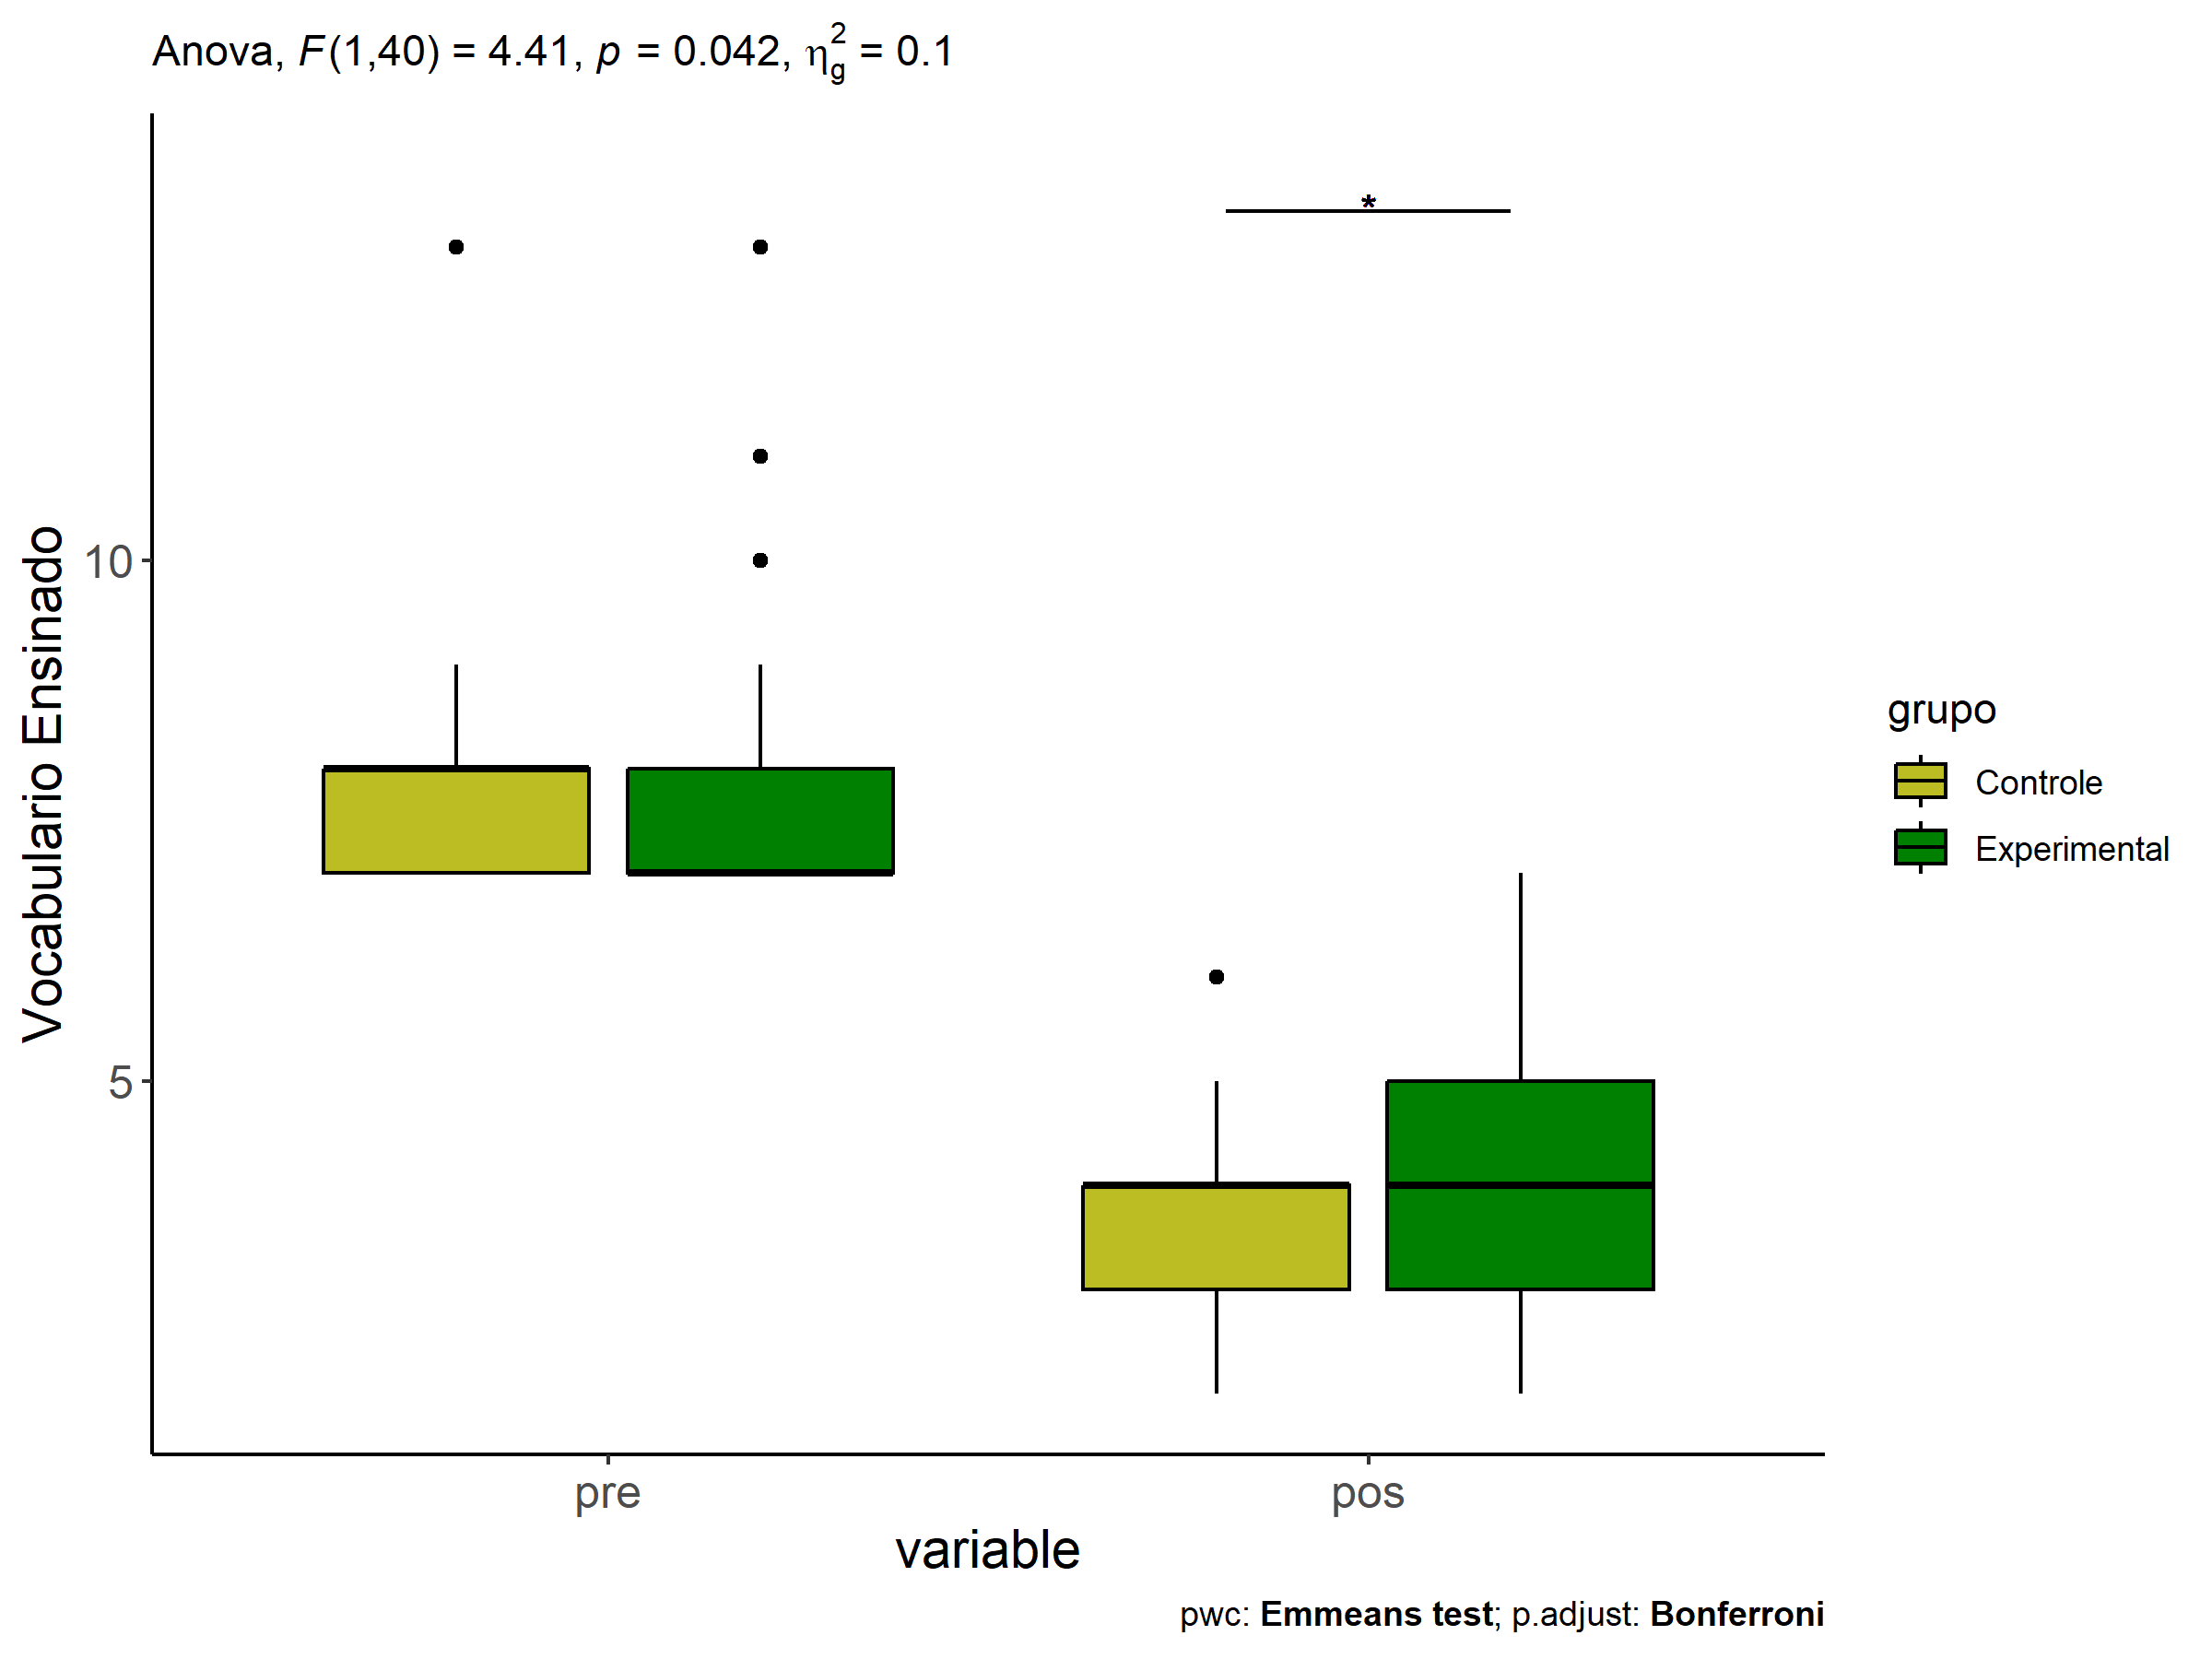 Anova, F(1,40) = 4.41, p = 0.042, η²g = 0.1
*
Vocabulario Ensinado
10
5
pre
pos
variable
grupo
Controle
Experimental
pwc: Emmeans test; p.adjust: Bonferroni